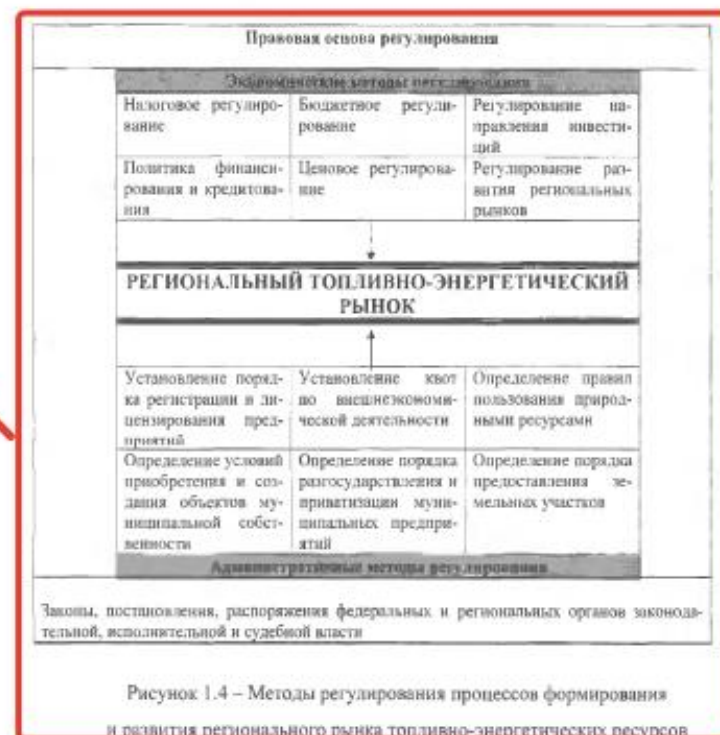 Правовая основа регулирования
Экономические методы регулирования
Налоговое регулиро-
вание
Бюджетное регули-
рование
Регулирование на-
правления инвести-
ций
Политика финанси-
рования и кредитова-
ния
Ценовое регулирова-
ние
Регулирование раз-
вития региональных
рынков
РЕГИОНАЛЬНЫЙ ТОПЛИВНО-ЭНЕРГЕТИЧЕСКИЙ
РЫНОК
Установление поряд-
ка регистрации и ли-
цензирования пред-
приятий
Установление квот
по внешнеэкономи-
ческой деятельности
Определение правил
пользования природ-
ными ресурсами
Определение условий
приобретения и соз-
дания объектов му-
ниципальной собст-
венности
Определение порядка
разгосударствления и
приватизации муни-
ципальных предпри-
ятий
Определение порядка
предоставления зе-
мельных участков
Административные методы регулирования
Законы, постановления, распоряжения федеральных и региональных органов законода-
тельной, исполнительной и судебной власти
Рисунок 1.4 – Методы регулирования процессов формирования
и развития регионального рынка топливно-энергетических ресурсов